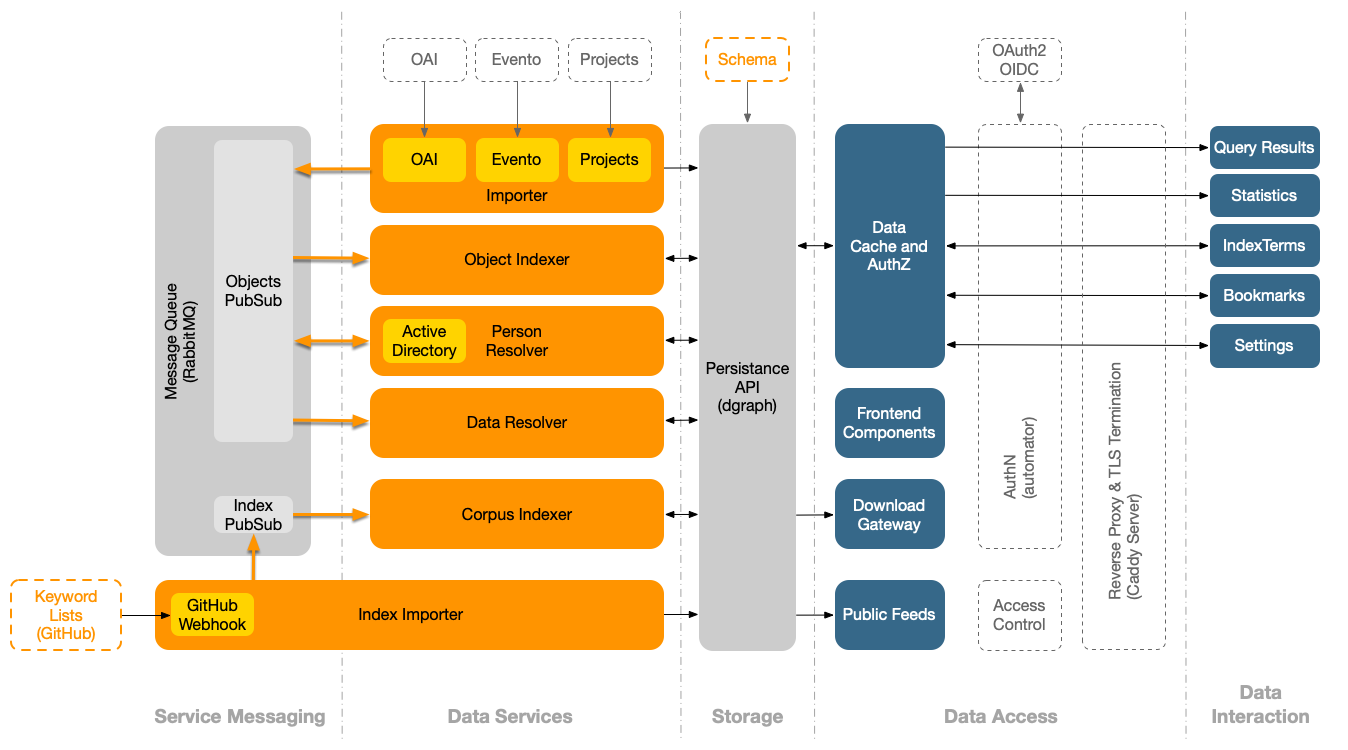 OAI
Evento
Projects
Schema
OAuth2
OIDC
OAI
Evento
Projects
Importer
Query Results
Statistics
Object Indexer
Data
Cache and
AuthZ
IndexTerms
Objects
PubSub
Message Queue
(RabbitMQ)
Active
Directory
Person
Resolver
Bookmarks
Settings
Persistance
API
(dgraph)
Data Resolver
Frontend
Components
AuthN
(automator)
Reverse Proxy & TLS Termination
(Caddy Server)
Index
PubSub
Corpus Indexer
Download
Gateway
Keyword
Lists
(GitHub)
GitHub
Webhook
Index Importer
Public Feeds
Access
Control
Service Messaging
Data Services
Storage
Data Access
Data
Interaction